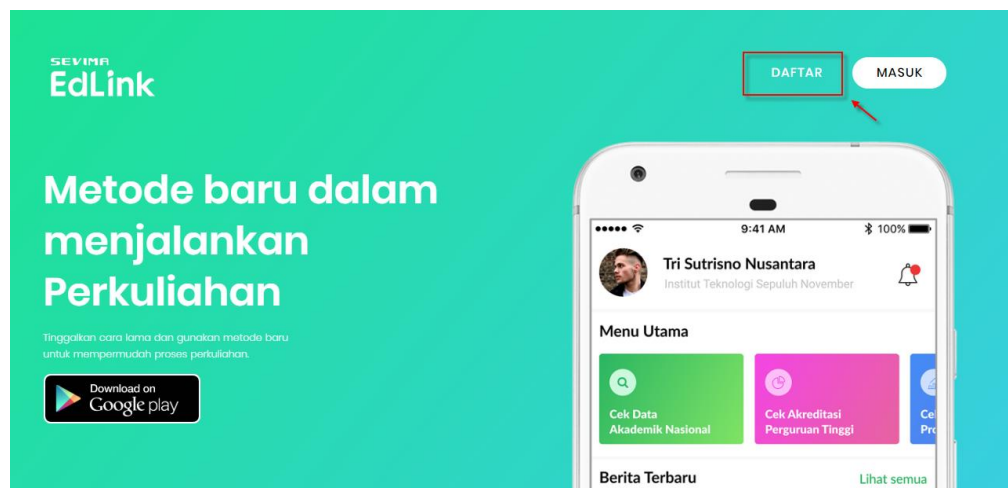 SEVIMA
EdLink
DAFTAR
MASUK
Metode baru dalam
menjalankan
Perkuliahan
Tinggalkan cara lama dan gunakan metode baru
untuk mempermudah proses perkuliahan.
Download on
Google play
9:41 AM
100%
Tri Sutrisno Nusantara
Institut Teknologi Sepuluh November
Menu Utama
Cek Data
Akademik Nasional
Cek Akreditasi
Perguruan Tinggi
Ce
Pro
Berita Terbaru
Lihat semua